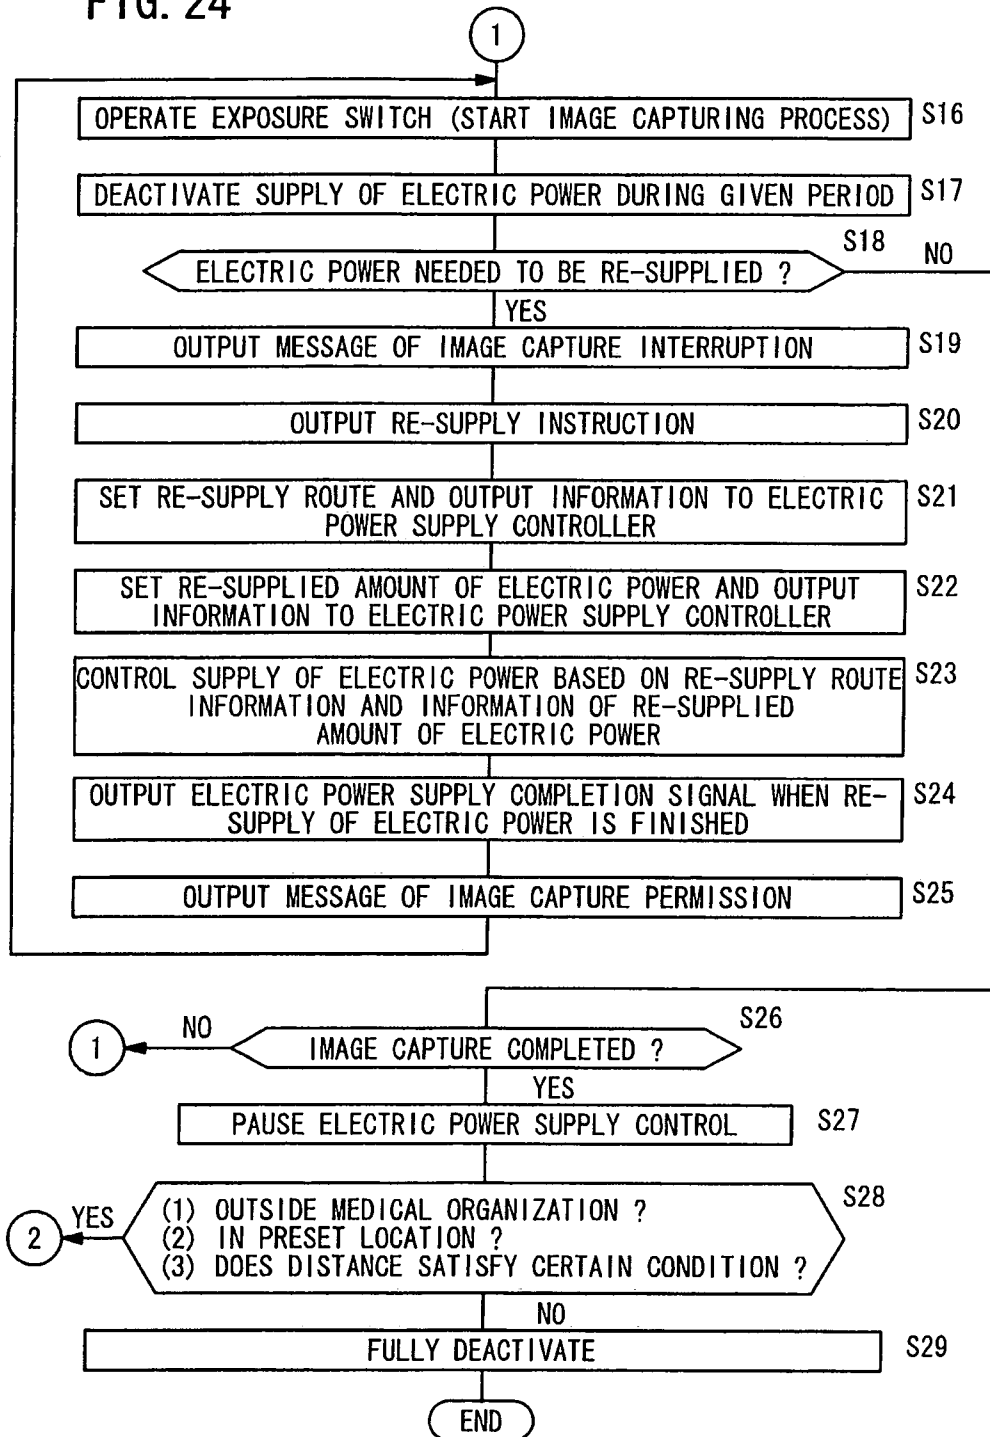 FIG. 24
1
OPERATE EXPOSURE SWITCH (START IMAGE CAPTURING PROCESS)
S16
DEACTIVATE SUPPLY OF ELECTRIC POWER DURING GIVEN PERIOD
S17
S18
ELECTRIC POWER NEEDED TO BE RE-SUPPLIED ?
NO
YES
OUTPUT MESSAGE OF IMAGE CAPTURE INTERRUPTION
S19
OUTPUT RE-SUPPLY INSTRUCTION
S20
SET RE-SUPPLY ROUTE AND OUTPUT INFORMATION TO ELECTRIC
POWER SUPPLY CONTROLLER
S21
SET RE-SUPPLIED AMOUNT OF ELECTRIC POWER AND OUTPUT
INFORMATION TO ELECTRIC POWER SUPPLY CONTROLLER
S22
CONTROL SUPPLY OF ELECTRIC POWER BASED ON RE-SUPPLY ROUTE
INFORMATION AND INFORMATION OF RE-SUPPLIED
AMOUNT OF ELECTRIC POWER
S23
OUTPUT ELECTRIC POWER SUPPLY COMPLETION SIGNAL WHEN RE-
SUPPLY OF ELECTRIC POWER IS FINISHED
S24
OUTPUT MESSAGE OF IMAGE CAPTURE PERMISSION
S25
S26
1
NO
IMAGE CAPTURE COMPLETED ?
YES
PAUSE ELECTRIC POWER SUPPLY CONTROL
S27
S28
2
YES
(1) OUTSIDE MEDICAL ORGANIZATION ?
(2) IN PRESET LOCATION ?
(3) DOES DISTANCE SATISFY CERTAIN CONDITION ?
NO
FULLY DEACTIVATE
S29
END